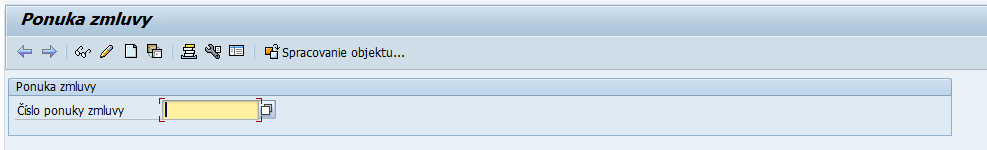 Ponuka zmluvy
Spracovanie objektu...
Ponuka zmluvy
Číslo ponuky zmluvy